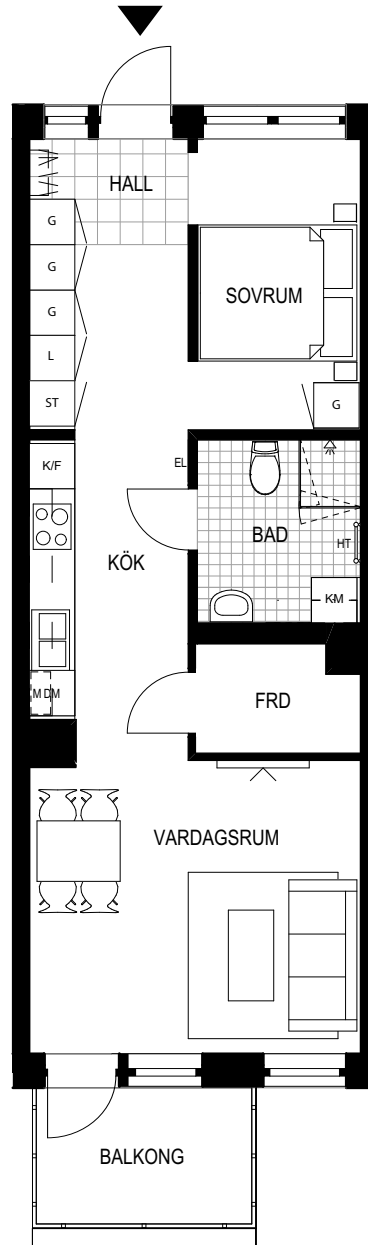 HALL
G
G
SOVRUM
G
L
ST
G
K/F
EL
BAD
HT
KÖK
KM
M DM
FRD
VARDAGSRUM
BALKONG